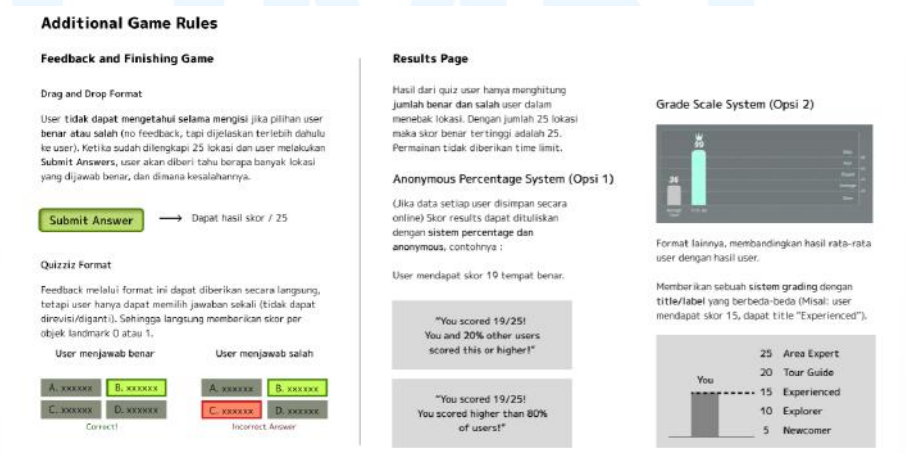 Additional Game Rules
Feedback and Finishing Game
Drag and Drop Format
User tidak dapat mengetahui selama mengisi jika pilihan user
benar atau salah (no feedback, tapi dijelaskan terlebih dahulu
ke user). Ketika sudah dilengkapi 25 lokasi dan user melakukan
Submit Answers, user akan diberi tahu berapa banyak lokasi
yang dijawab benar, dan dimana kesalahannya.
Submit Answer
Dapat hasil skor / 25
Quizziz Format
Feedback melalui format ini dapat diberikan secara langsung,
tetapi user hanya dapat memilih jawaban sekali (tidak dapat
direvisi/diganti). Sehingga langsung memberikan skor per
objek landmark 0 atau 1.
User menjawab benar
A. xxxxxx
B. xxxxxx
C. xxxxxx
D. xxxxxx
Correct!
User menjawab salah
A. xxxxxx
B. xxxxxx
C. xxxxxx
D. xxxxxx
Incorrect Answer
Results Page
Hasil dari quiz user hanya menghitung
jumlah benar dan salah user dalam
menebak lokasi. Dengan jumlah 25 lokasi
maka skor benar tertinggi adalah 25.
Permainan tidak diberikan time limit.
Anonymous Percentage System (Opsi 1)
(Jika data setiap user disimpan secara
online) Skor results dapat dituliskan
dengan sistem percentage dan
anonymous, contohnya :
User mendapat skor 19 tempat benar.
"You scored 19/25!
You and 20% other users
scored this or higher!"
"You scored 19/25!
You scored higher than 80%
of users!"
Grade Scale System (Opsi 2)
36
99
Format lainnya, membandingkan hasil rata-rata
user dengan hasil user.
Memberikan sebuah sistem grading dengan
title/label yang berbeda-beda (Misal: user
mendapat skor 15, dapat title "Experienced").
You
25 Area Expert
20 Tour Guide
15 Experienced
10 Explorer
5 Newcomer